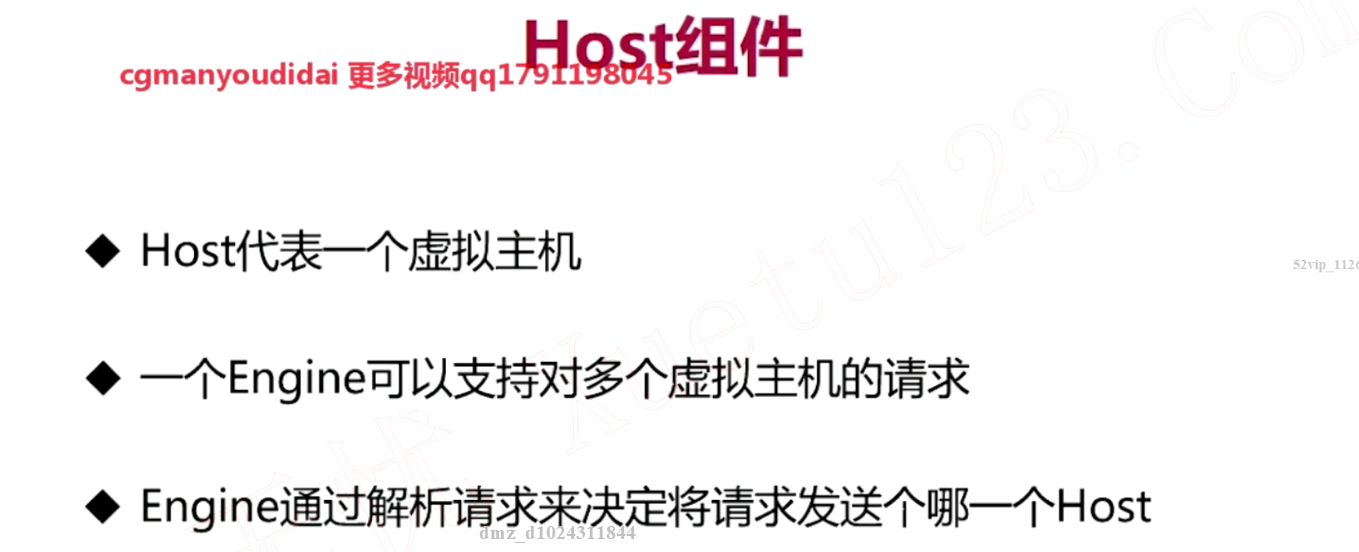 Host组件
cgmanyoudidai 更多视频qq1791198045
Host代表一个虚拟主机
52vip_1126
一个Engine可以支持对多个虚拟主机的请求
Engine通过解析请求来决定将请求发送个哪一个Host
dmz_d1024311844
Xuetu123.Com